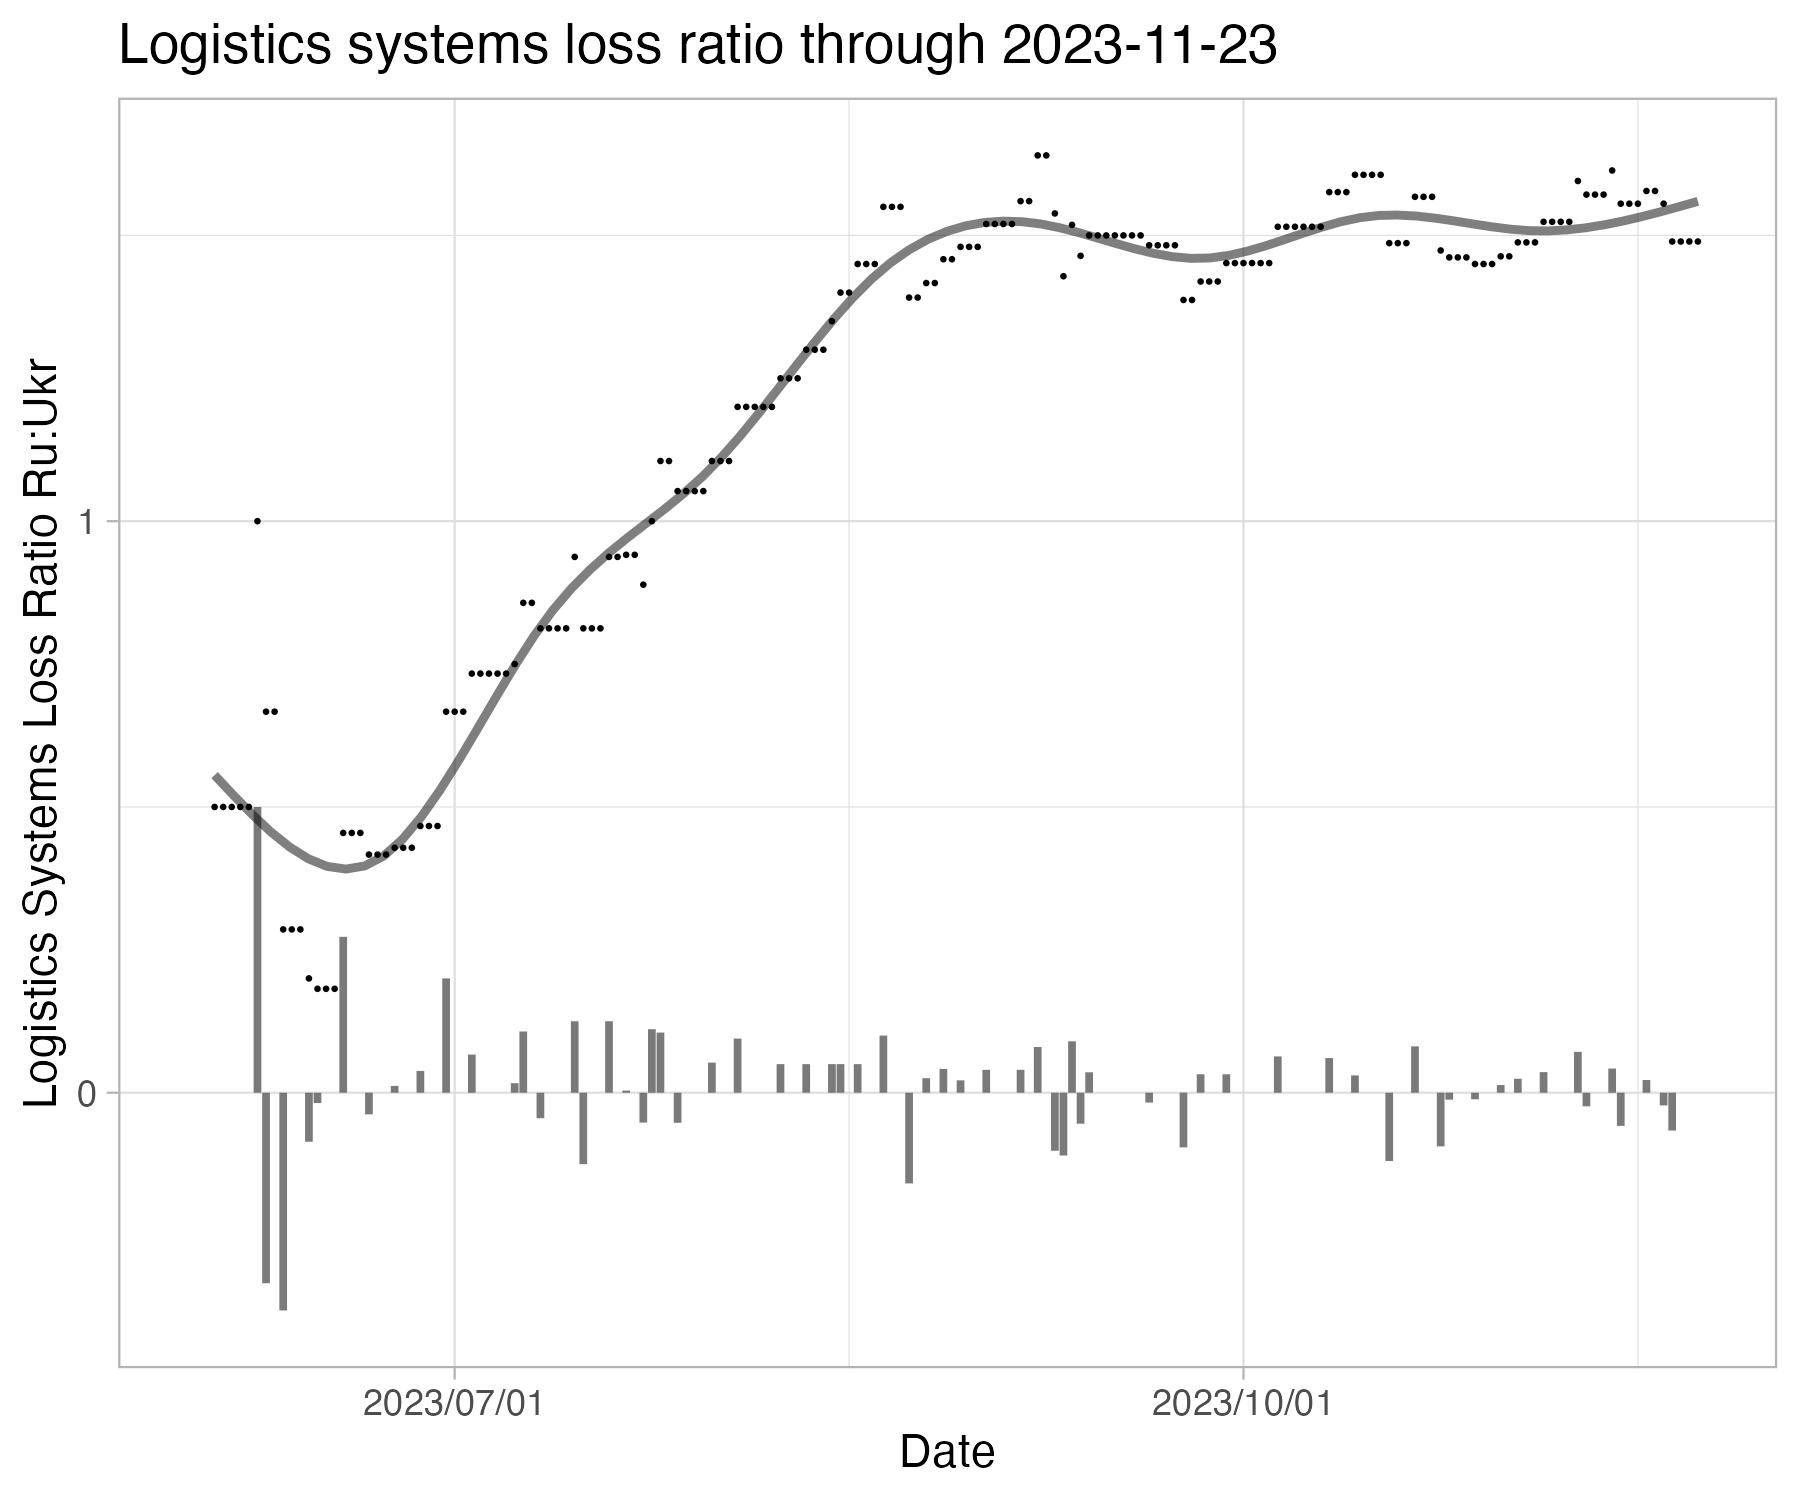 Logistics systems loss ratio through 2023-11-23
Logistics Systems Loss Ratio Ru:Ukr
1
0
2023/07/01
2023/10/01
Date